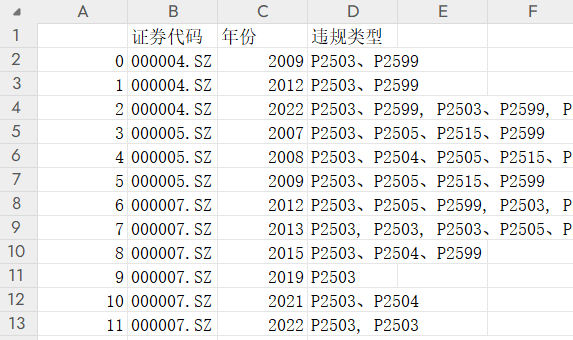 A B C D E F
1 证券代码 年份 违规类型
2 0 000004.SZ 2009 P2503、P2599
3 1 000004.SZ 2012 P2503、P2599
4 2 000004.SZ 2022 P2503、P2599, P2503、P2599, P
5 3 000005.SZ 2007 P2503、P2505、P2515、P2599
6 4 000005.SZ 2008 P2503、P2504、P2505、P2515、P
7 5 000005.SZ 2009 P2503、P2505、P2515、P2599
8 6 000007.SZ 2012 P2503、P2505、P2599, P2503, P
9 7 000007.SZ 2013 P2503, P2503, P2503、P2505、P
10 8 000007.SZ 2015 P2503、P2504、P2599
11 9 000007.SZ 2019 P2503
12 10 000007.SZ 2021 P2503、P2504
13 11 000007.SZ 2022 P2503, P2503